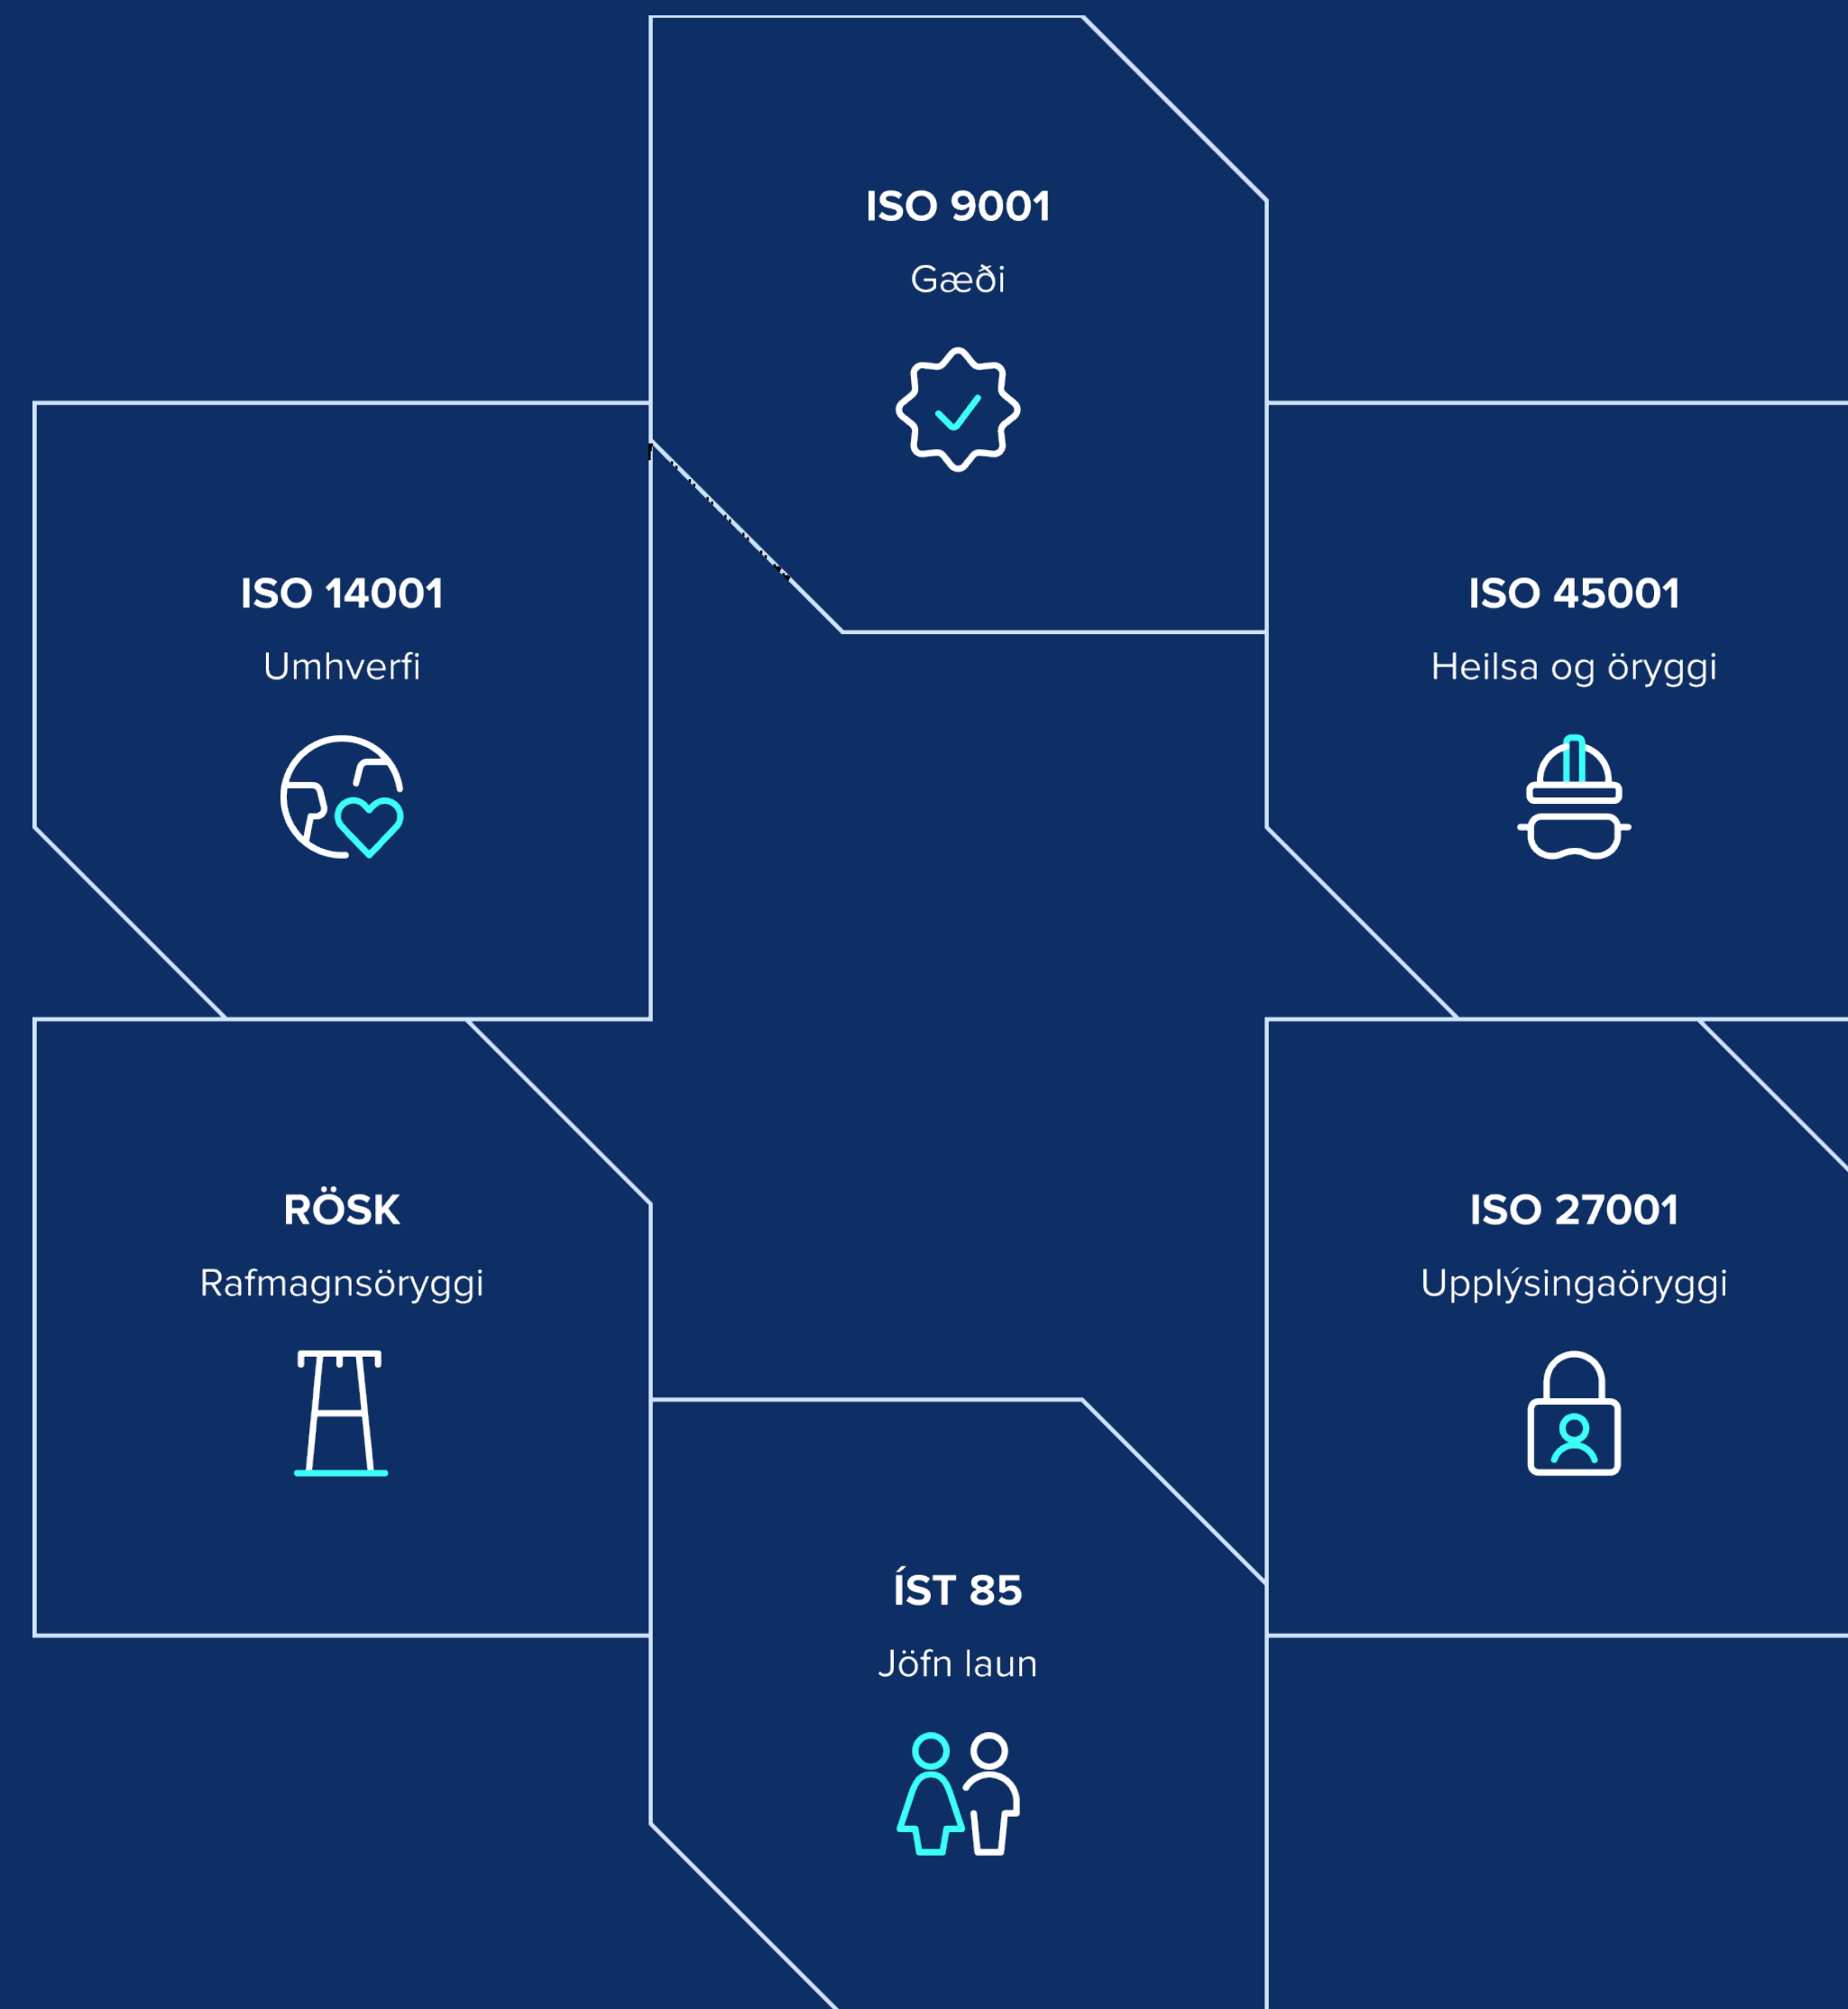 ISO 9001
Gæði
ISO 14001
Umhverfi
ISO 45001
Heilsa og öryggi
RÖSK
Rafmagnsöryggi
ISO 27001
Upplýsingaöryggi
ÍST 85
Jöfn laun